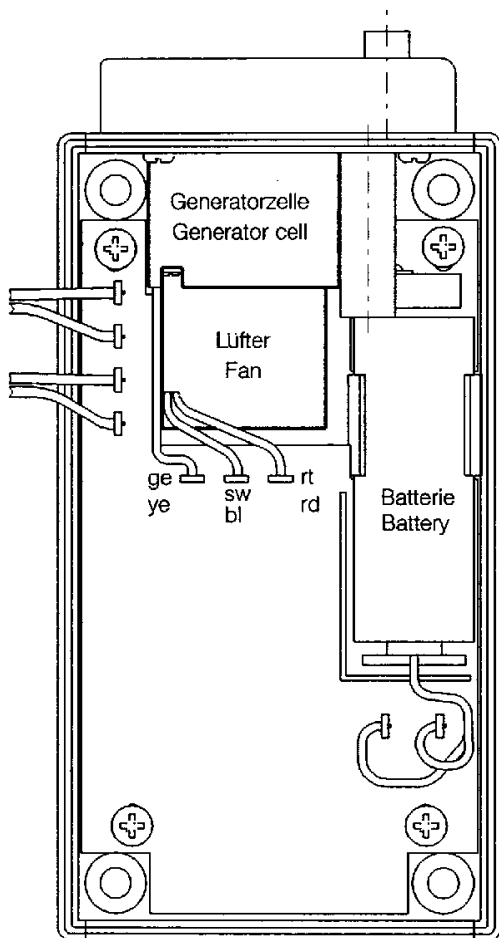 Generatorzelle
Generator cell
Lüfter
Fan
ge
ye
sw
bl
rt
rd
Batterie
Battery